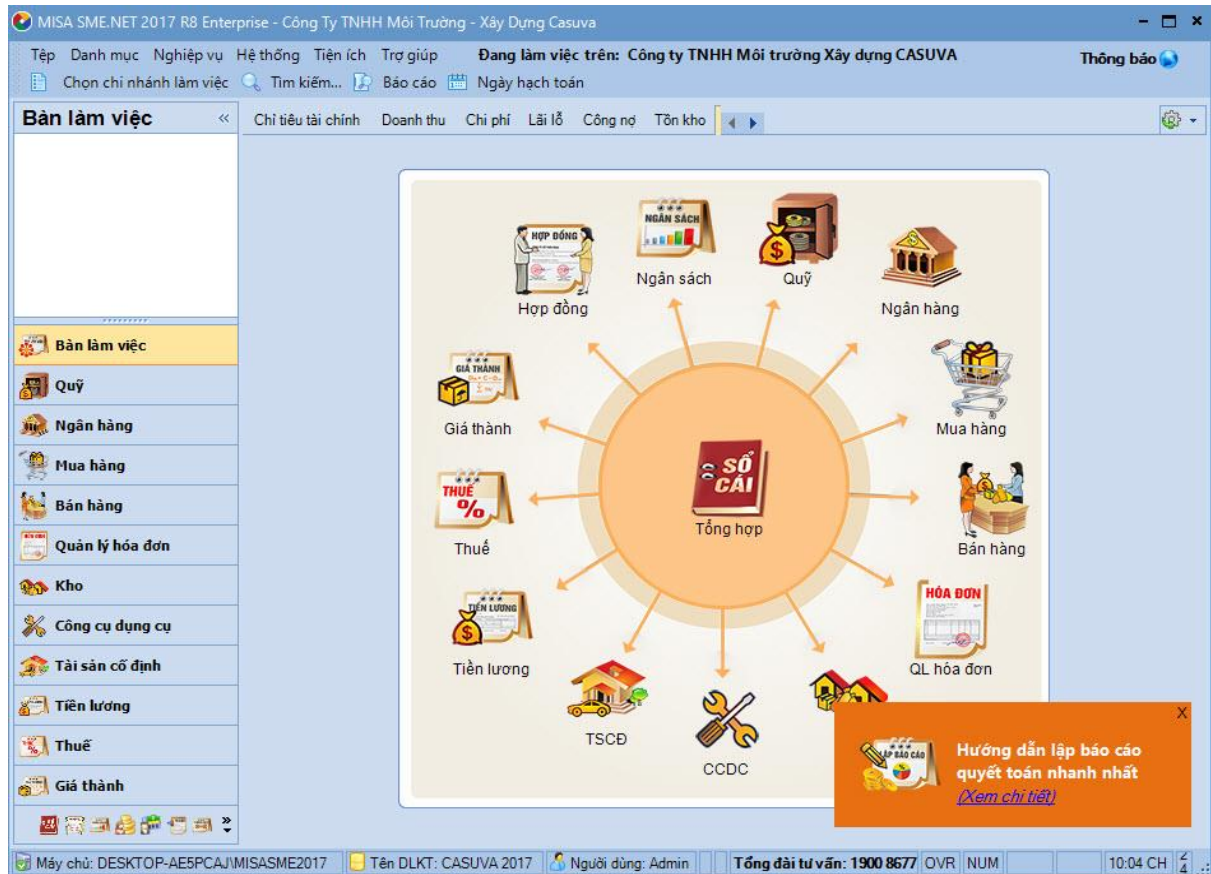 MISA SME.NET 2017 R8 Enterprise - Công Ty TNHH Môi Trường - Xây Dựng Casuva
Tệp Danh mục Nghiệp vụ Hệ thống Tiện ích Trợ giúp Đang làm việc trên: Công ty TNHH Môi trường Xây dựng CASUVA Thông báo
Chọn chi nhánh làm việc Tìm kiếm... Báo cáo Ngày hạch toán
Bàn làm việc «
Chỉ tiêu tài chính Doanh thu Chi phí Lãi lỗ Công nợ Tồn kho
Bàn làm việc
Quỹ
Ngân hàng
Mua hàng
Bán hàng
Quản lý hóa đơn
Kho
Công cụ dụng cụ
Tài sản cố định
Tiền lương
Thuế
Giá thành
HỢP ĐỒNG
Hợp đồng
NGÂN SÁCH
Ngân sách
Quỹ
Ngân hàng
GIÁ THÀNH
Giá thành
Mua hàng
SỔ
CÁI
Tổng hợp
THUẾ
%
Thuế
Bán hàng
TIỀN LƯƠNG
Tiền lương
HÓA ĐƠN
QL hóa đơn
TSCĐ
CCDC
X
LẬP BÁO CÁO
Hướng dẫn lập báo cáo
quyết toán nhanh nhất
(Xem chi tiết)
Máy chủ: DESKTOP-AE5PCAJ\MISASME2017 Tên DLKT: CASUVA 2017 Người dùng: Admin Tổng đài tư vấn: 1900 8677 OVR NUM 10:04 CH